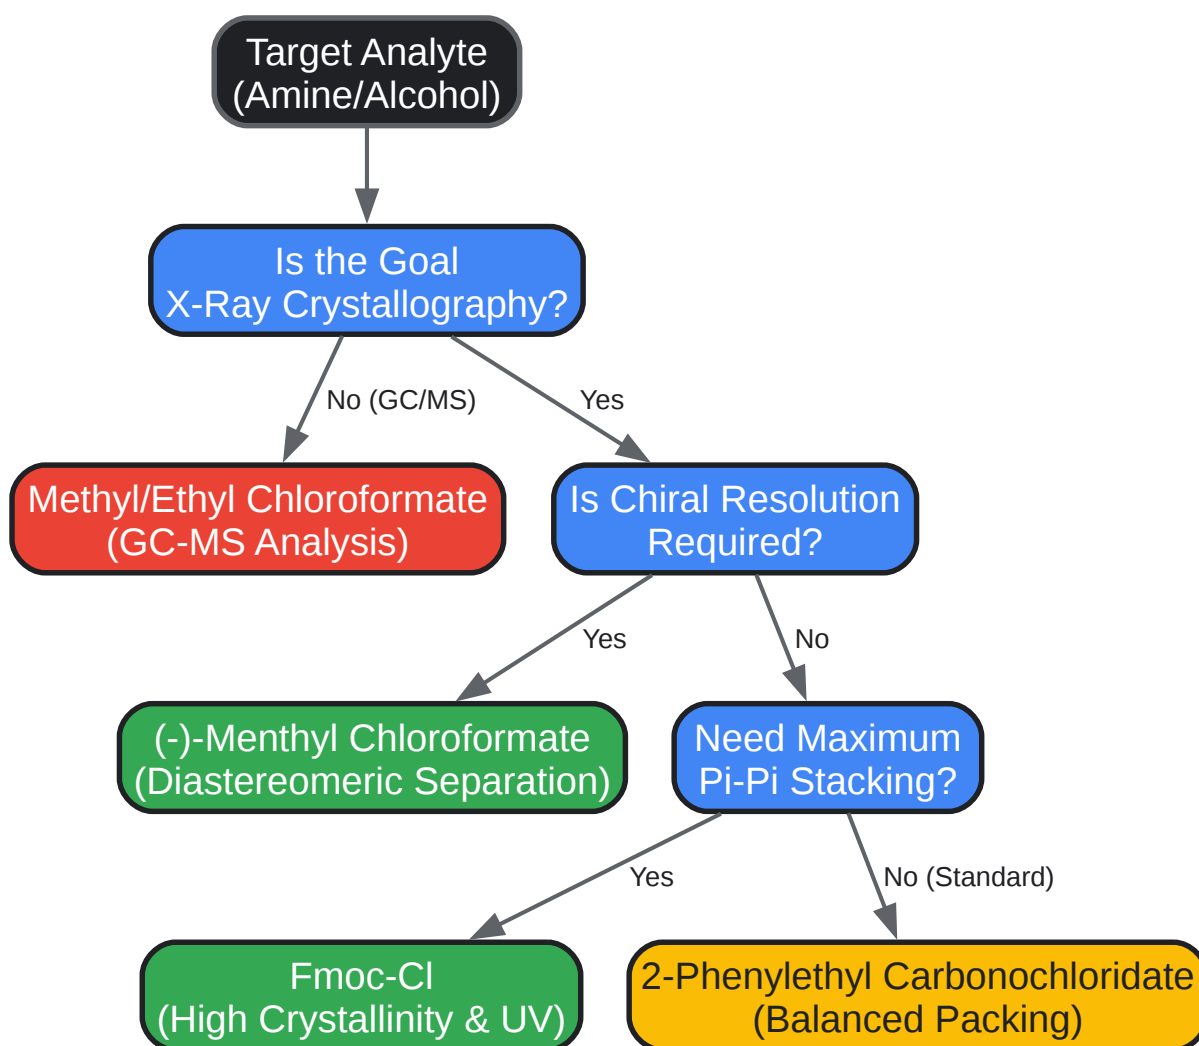 Target Analyte
(Amine/Alcohol)
Is the Goal
X-Ray Crystallography?
No (GC/MS)
Yes
Methyl/Ethyl Chloroformate
(GC-MS Analysis)
Is Chiral Resolution
Required?
Yes
No
(-)-Menthyl Chloroformate
(Diastereomeric Separation)
Need Maximum
Pi-Pi Stacking?
Yes
No (Standard)
Fmoc-Cl
(High Crystallinity & UV)
2-Phenylethyl Carbonochloridate
(Balanced Packing)